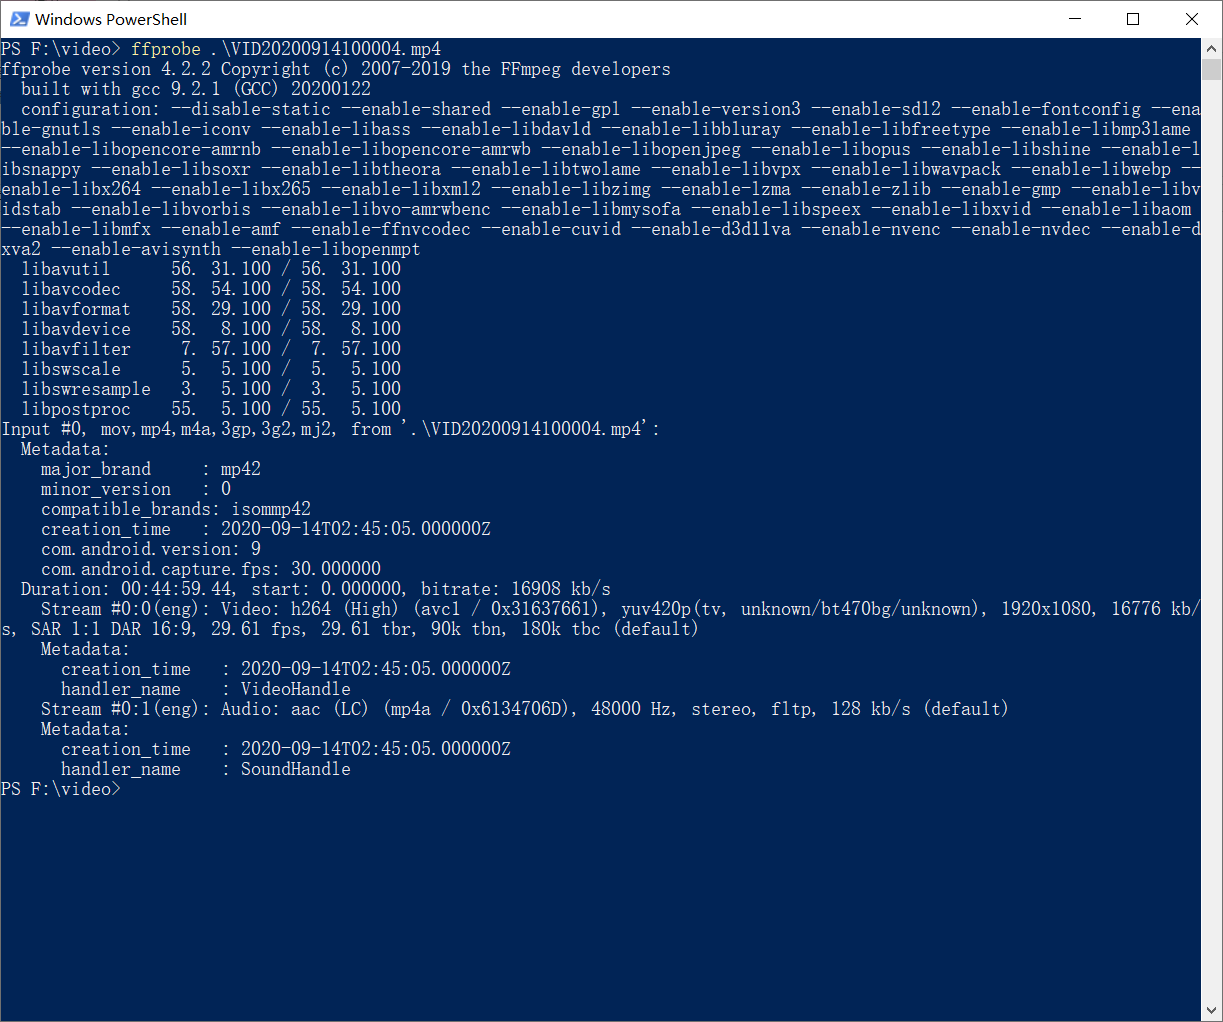 Windows PowerShell
PS F:\video> ffprobe .\VID20200914100004.mp4
ffprobe version 4.2.2 Copyright (c) 2007-2019 the FFmpeg developers
  built with gcc 9.2.1 (GCC) 20200122
  configuration: --disable-static --enable-shared --enable-gpl --enable-version3 --enable-sdl2 --enable-fontconfig --ena
ble-gnutls --enable-iconv --enable-libass --enable-libdav1d --enable-libbluray --enable-libfreetype --enable-libmp3lame
--enable-libopencore-amrnb --enable-libopencore-amrwb --enable-libopenjpeg --enable-libopus --enable-libshine --enable-l
ibsnappy --enable-libsoxr --enable-libtheora --enable-libtwolame --enable-libvpx --enable-libwavpack --enable-libwebp --
enable-libx264 --enable-libx265 --enable-libxml2 --enable-libzimg --enable-lzma --enable-zlib --enable-gmp --enable-libv
idstab --enable-libvorbis --enable-libvo-amrwbenc --enable-libmysofa --enable-libspeex --enable-libxvid --enable-libaom
--enable-libmfx --enable-amf --enable-ffnvcodec --enable-cuvid --enable-d3d11va --enable-nvenc --enable-nvdec --enable-d
xva2 --enable-avisynth --enable-libopenmpt
  libavutil      56. 31.100 / 56. 31.100
  libavcodec     58. 54.100 / 58. 54.100
  libavformat    58. 29.100 / 58. 29.100
  libavdevice    58.  8.100 / 58.  8.100
  libavfilter     7. 57.100 /  7. 57.100
  libswscale      5.  5.100 /  5.  5.100
  libswresample   3.  5.100 /  3.  5.100
  libpostproc    55.  5.100 / 55.  5.100
Input #0, mov,mp4,m4a,3gp,3g2,mj2, from '.\VID20200914100004.mp4':
  Metadata:
    major_brand     : mp42
    minor_version   : 0
    compatible_brands: isommp42
    creation_time   : 2020-09-14T02:45:05.000000Z
    com.android.version: 9
    com.android.capture.fps: 30.000000
  Duration: 00:44:59.44, start: 0.000000, bitrate: 16908 kb/s
    Stream #0:0(eng): Video: h264 (High) (avc1 / 0x31637661), yuv420p(tv, unknown/bt470bg/unknown), 1920x1080, 16776 kb/
s, SAR 1:1 DAR 16:9, 29.61 fps, 29.61 tbr, 90k tbn, 180k tbc (default)
    Metadata:
      creation_time   : 2020-09-14T02:45:05.000000Z
      handler_name    : VideoHandle
    Stream #0:1(eng): Audio: aac (LC) (mp4a / 0x6134706D), 48000 Hz, stereo, fltp, 128 kb/s (default)
    Metadata:
      creation_time   : 2020-09-14T02:45:05.000000Z
      handler_name    : SoundHandle
PS F:\video>